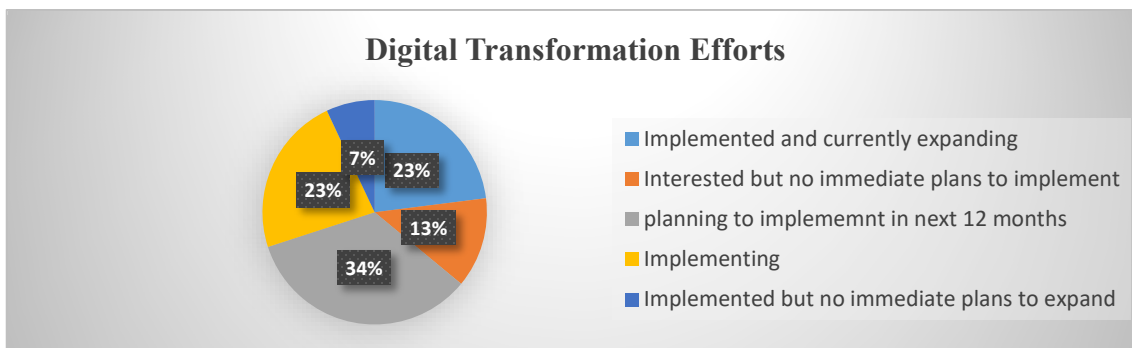 Digital Transformation Efforts
7%
23%
23%
13%
34%
Implemented and currently expanding
Interested but no immediate plans to implement
planning to implememnt in next 12 months
Implementing
Implemented but no immediate plans to expand